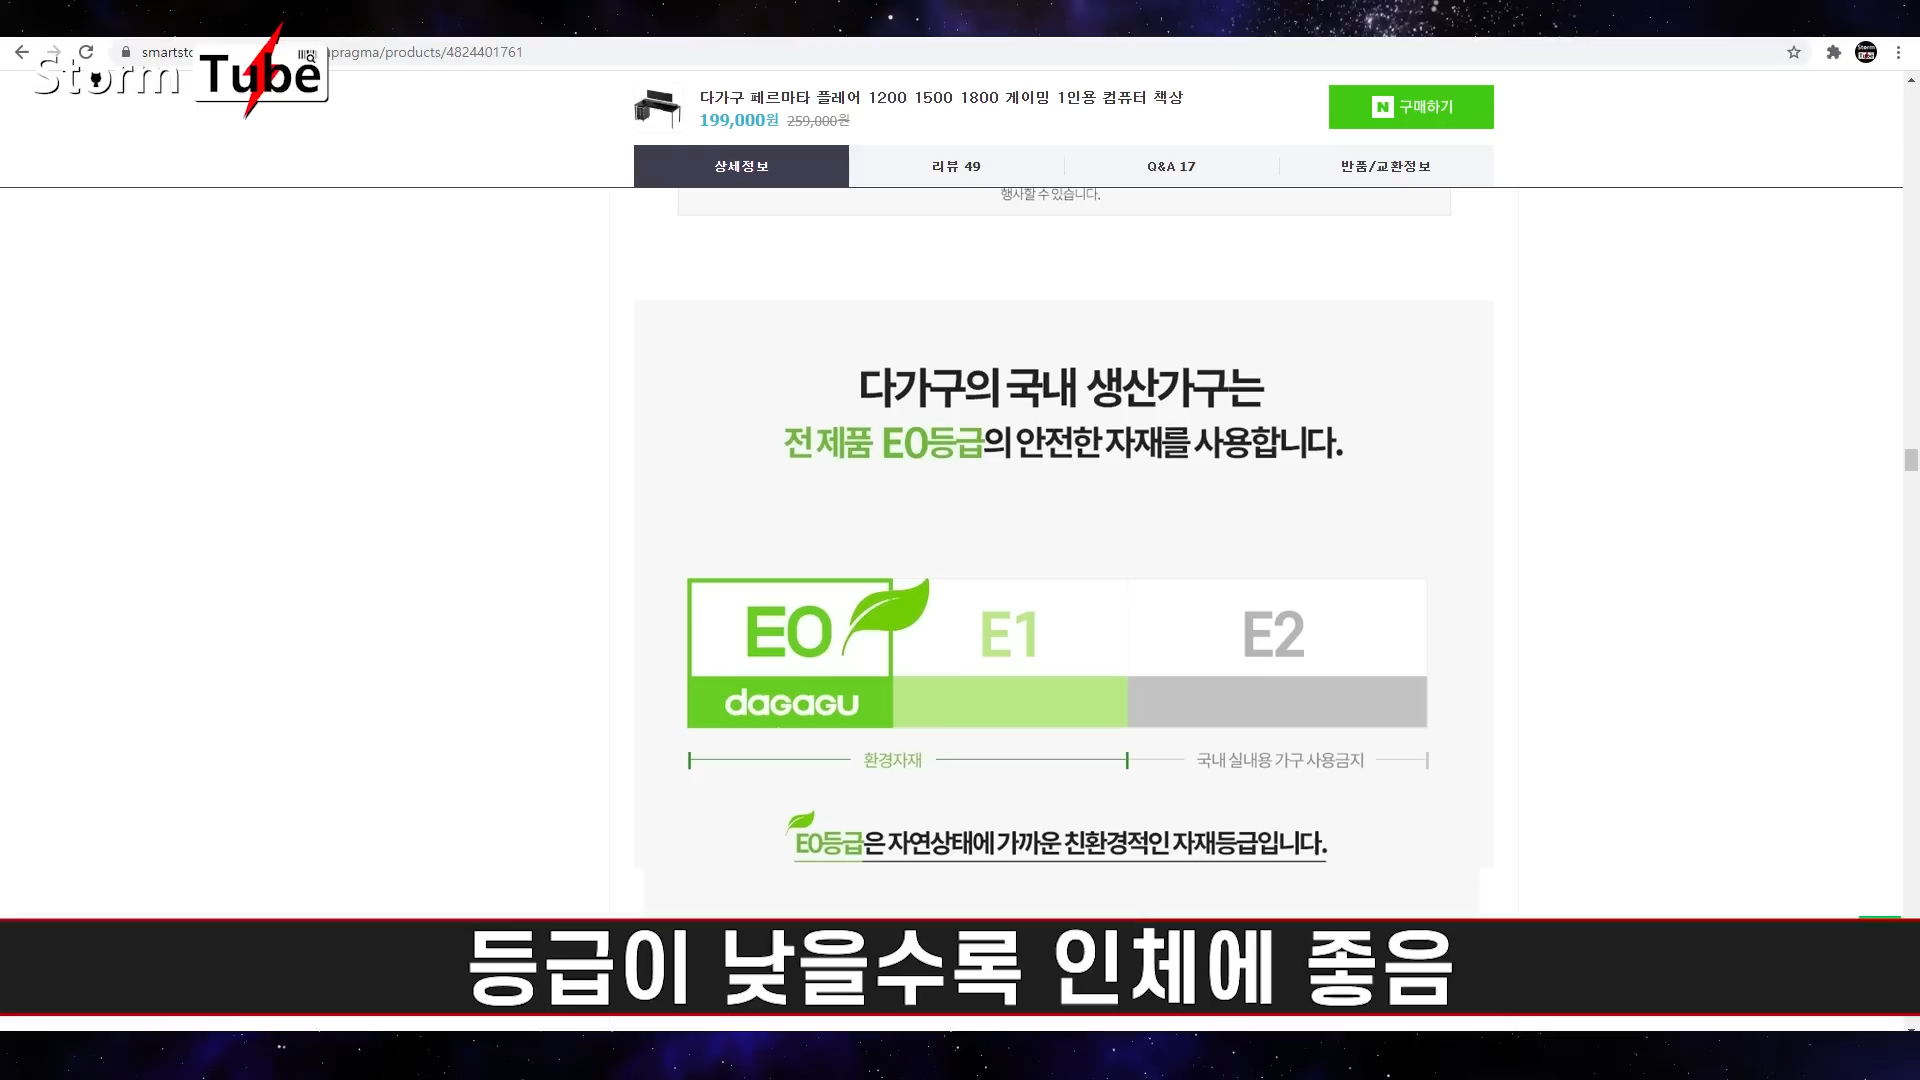 Storm Tube
smartsto
pragma/products/4824401761
다가구 페르마타 플레어 1200 1500 1800 게이밍 1인용 컴퓨터 책상
199,000원 259,000원
N 구매하기
상세정보
리뷰 49
Q&A 17
반품/교환정보
행사할 수 있습니다.
다가구의 국내 생산가구는
전 제품 E0등급의 안전한 자재를 사용합니다.
E0
E1
E2
dagagu
환경자재
국내 실내용 가구 사용금지
E0등급은 자연상태에 가까운 친환경적인 자재등급입니다.
등급이 낮을수록 인체에 좋음